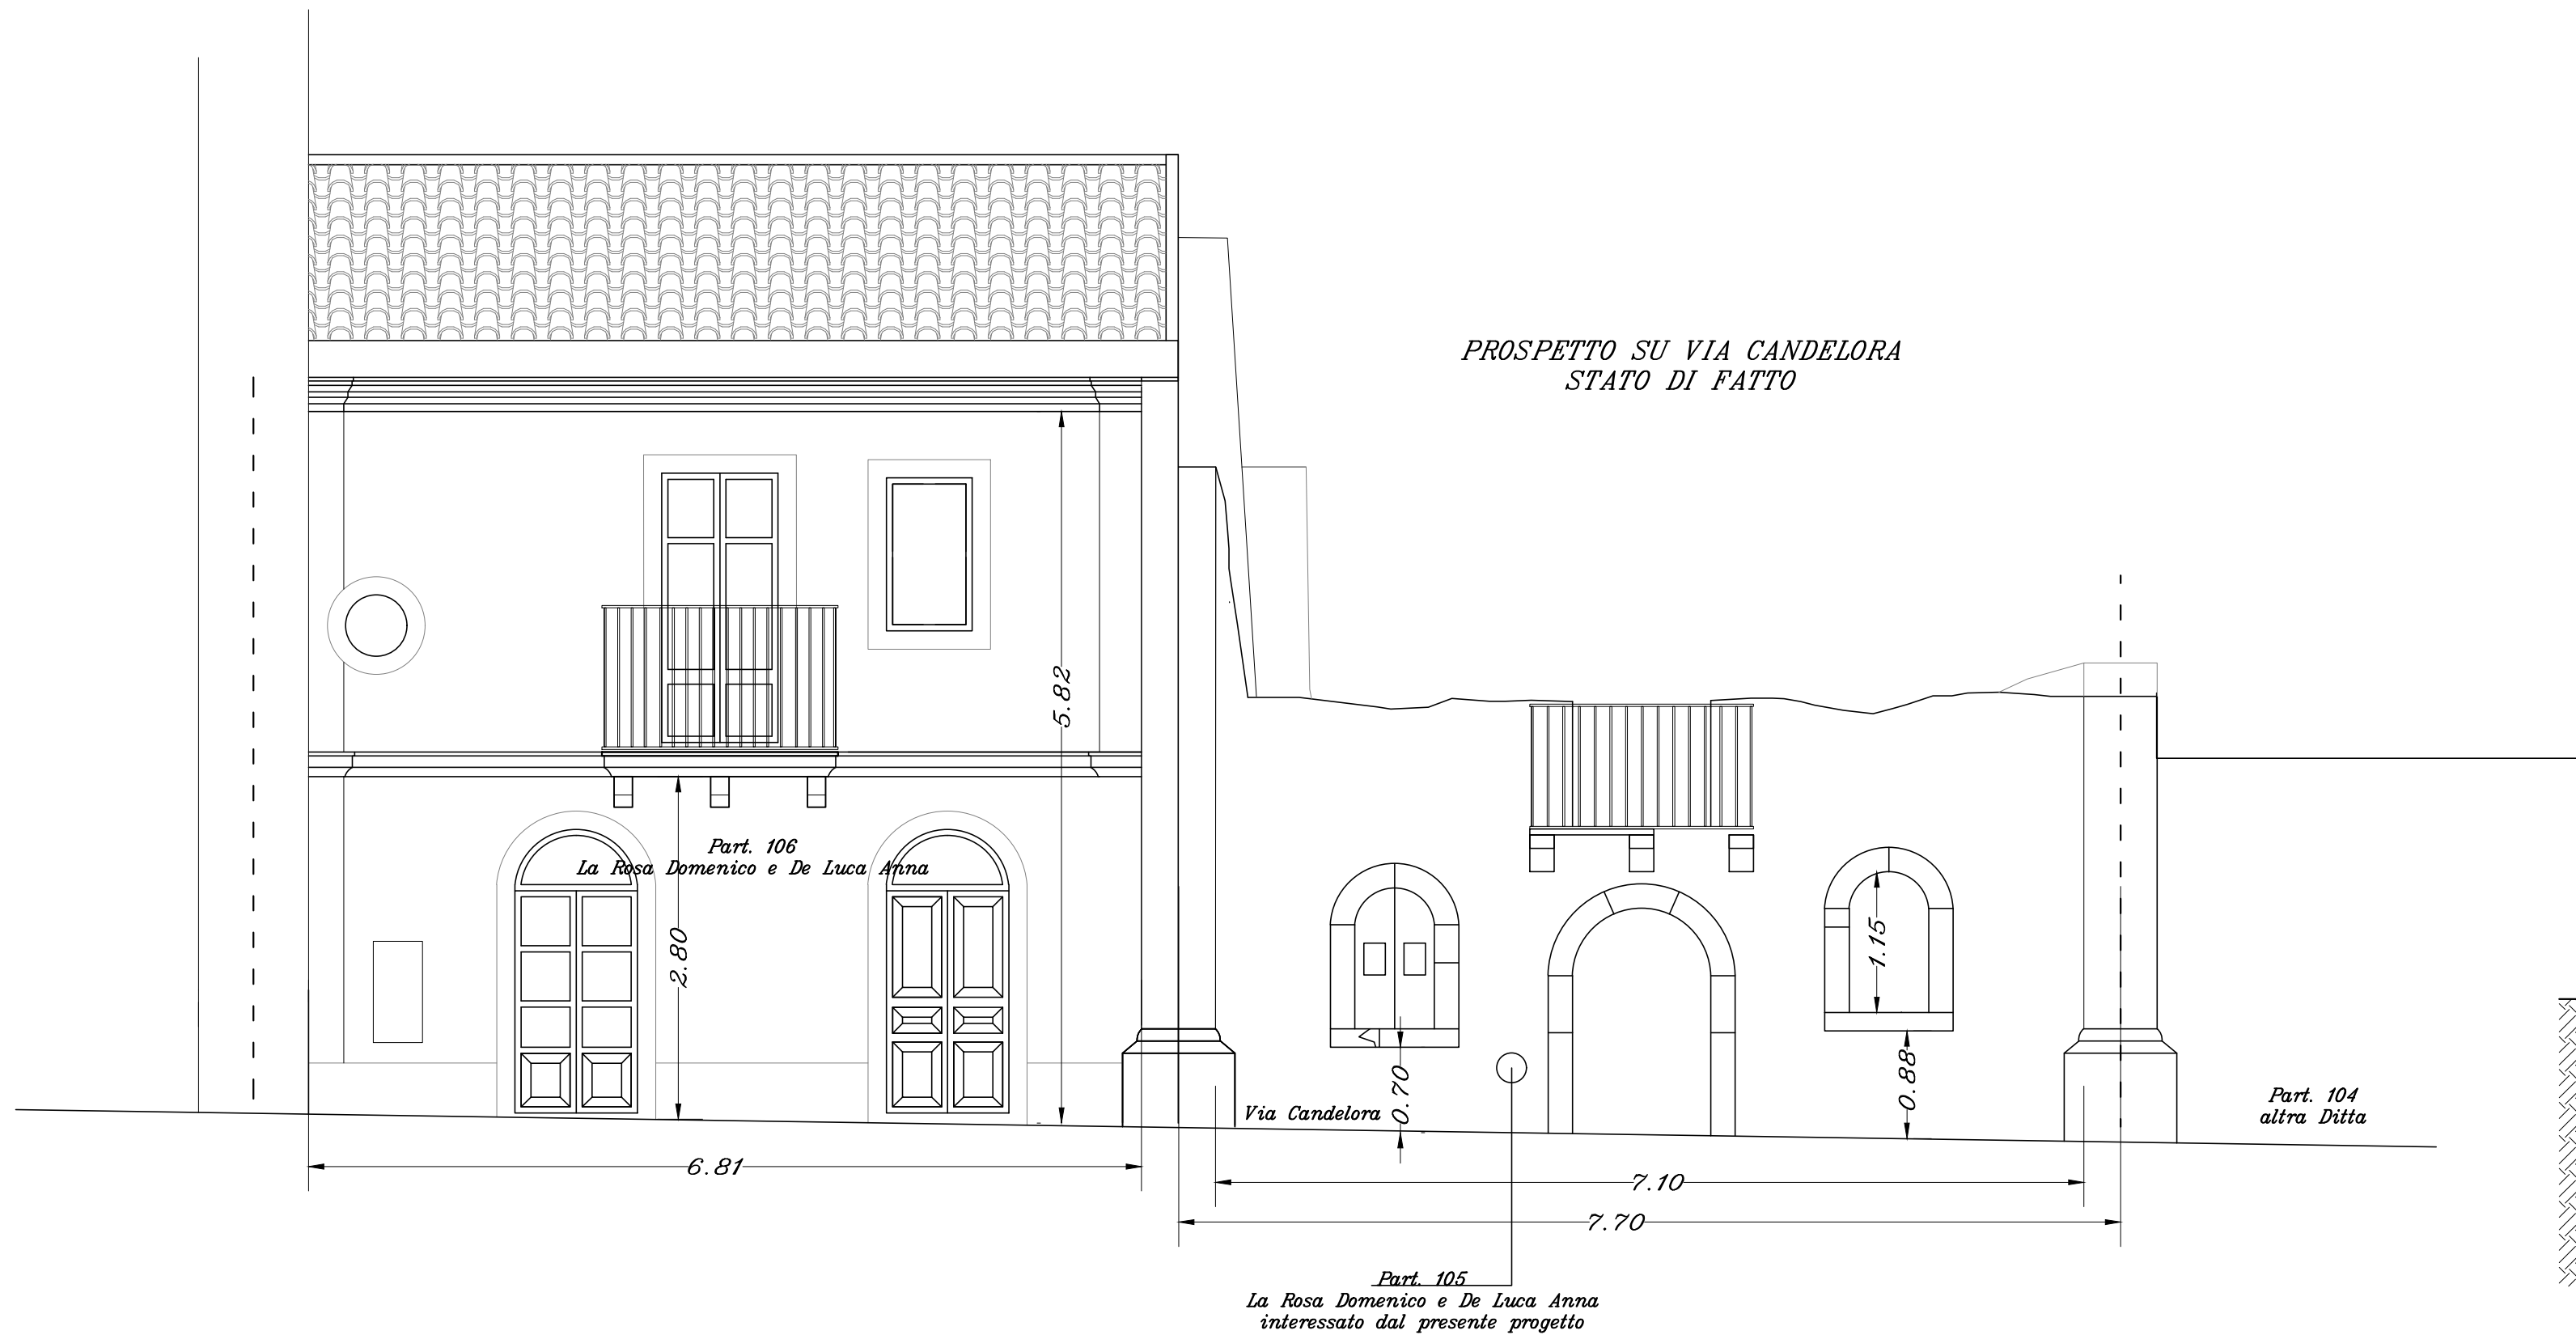 PROSPETTO SU VIA CANDELORA
STATO DI FATTO
5.82
Part. 106
La Rosa Domenico e De Luca Anna
2.80
1.15
0.70
0.88
Via Candelora
Part. 104
altra Ditta
6.81
7.10
7.70
Part. 105
La Rosa Domenico e De Luca Anna
interessato dal presente progetto